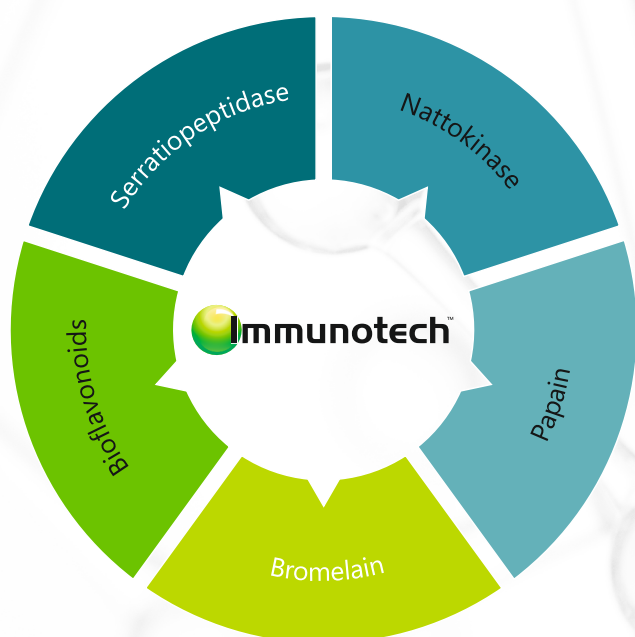 Serratiopeptidase
Nattokinase
Papain
Bromelain
Bioflavonoids
Immunotech™